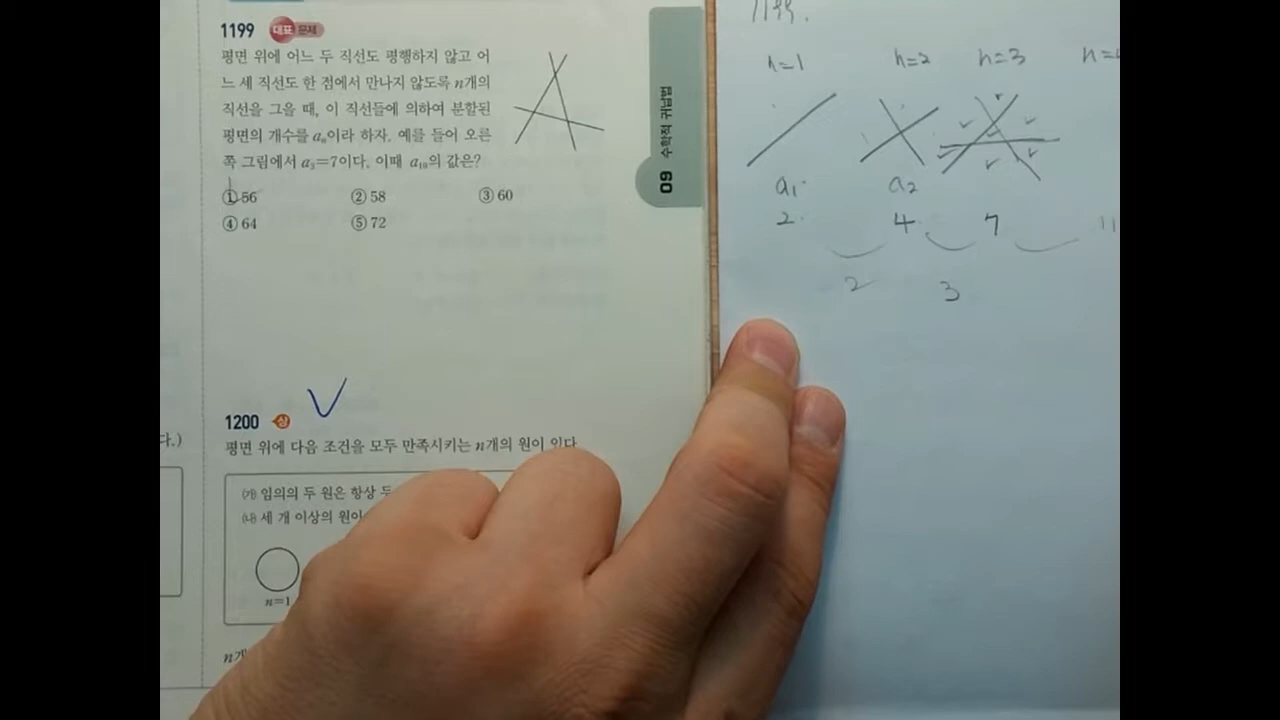 1199 대표 문제
평면 위에 어느 두 직선도 평행하지 않고 어
느 세 직선도 한 점에서 만나지 않도록 n개의
직선을 그을 때, 이 직선들에 의하여 분할된
평면의 개수를 aₙ이라 하자. 예를 들어 오른
쪽 그림에서 a₃=7이다. 이때 a₁₀의 값은?
① 56 ② 58 ③ 60
④ 64 ⑤ 72
09 수학적 귀납법
다.)
1200 상
평면 위에 다음 조건을 모두 만족시키는 n개의 원이 있다.
㈎ 임의의 두 원은 항상 두
㈏ 세 개 이상의 원이
n=1
n개
1199.
n=1 n=2 n=3 n=4
a₁ a₂
2 4 7 11
2 3